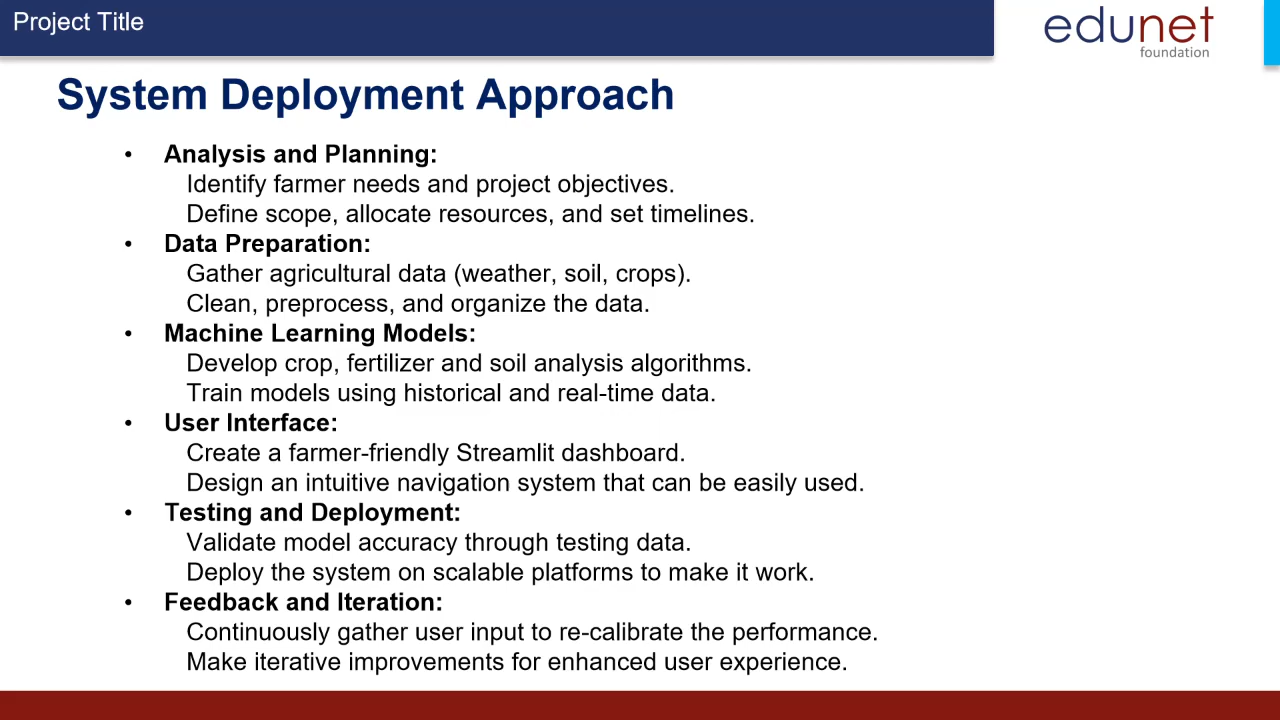 Project Title
edunet
foundation
System Deployment Approach
• Analysis and Planning:
Identify farmer needs and project objectives.
Define scope, allocate resources, and set timelines.
• Data Preparation:
Gather agricultural data (weather, soil, crops).
Clean, preprocess, and organize the data.
• Machine Learning Models:
Develop crop, fertilizer and soil analysis algorithms.
Train models using historical and real-time data.
• User Interface:
Create a farmer-friendly Streamlit dashboard.
Design an intuitive navigation system that can be easily used.
• Testing and Deployment:
Validate model accuracy through testing data.
Deploy the system on scalable platforms to make it work.
• Feedback and Iteration:
Continuously gather user input to re-calibrate the performance.
Make iterative improvements for enhanced user experience.